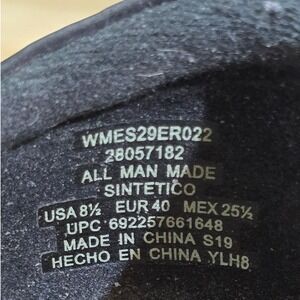 WMES29ER022
28057182
ALL MAN MADE
SINTETICO
USA 8½ EUR 40 MEX 25½
UPC 692257661648
MADE IN CHINA S19
HECHO EN CHINA YLH8